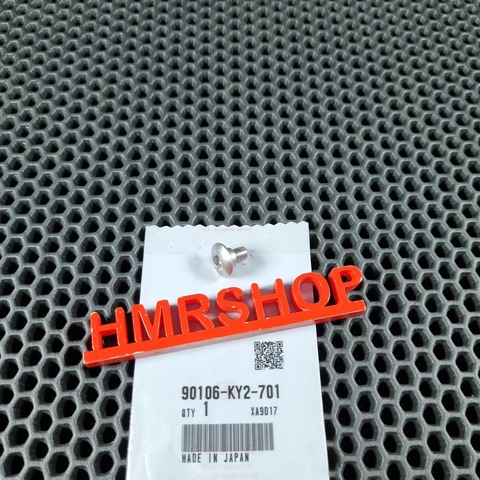 HMRSHOP
90106-KY2-701
QTY 1 XA9D17
MADE IN JAPAN